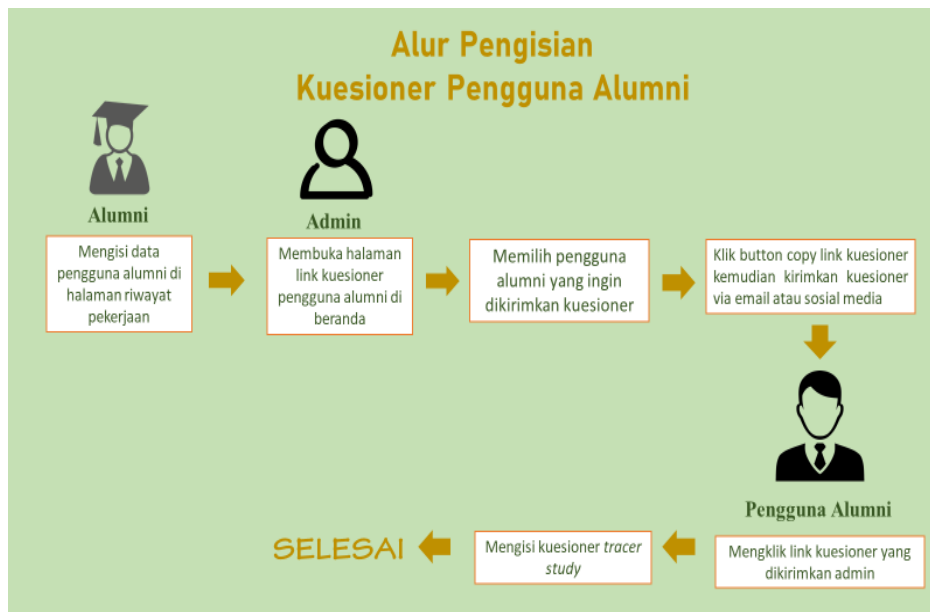 Alur Pengisian
Kuesioner Pengguna Alumni
Alumni
Mengisi data
pengguna alumni di
halaman riwayat
pekerjaan
Admin
Membuka halaman
link kuesioner
pengguna alumni di
beranda
Memilih pengguna
alumni yang ingin
dikirimkan kuesioner
Klik button copy link kuesioner
kemudian kirimkan kuesioner
via email atau sosial media
Pengguna Alumni
Mengklik link kuesioner yang
dikirimkan admin
Mengisi kuesioner tracer
study
SELESAI